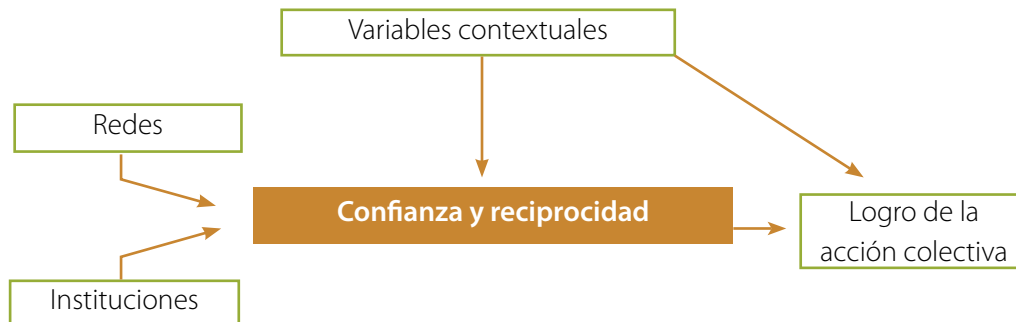 Variables contextuales
Redes
Confianza y reciprocidad
Logro de la
acción colectiva
Instituciones